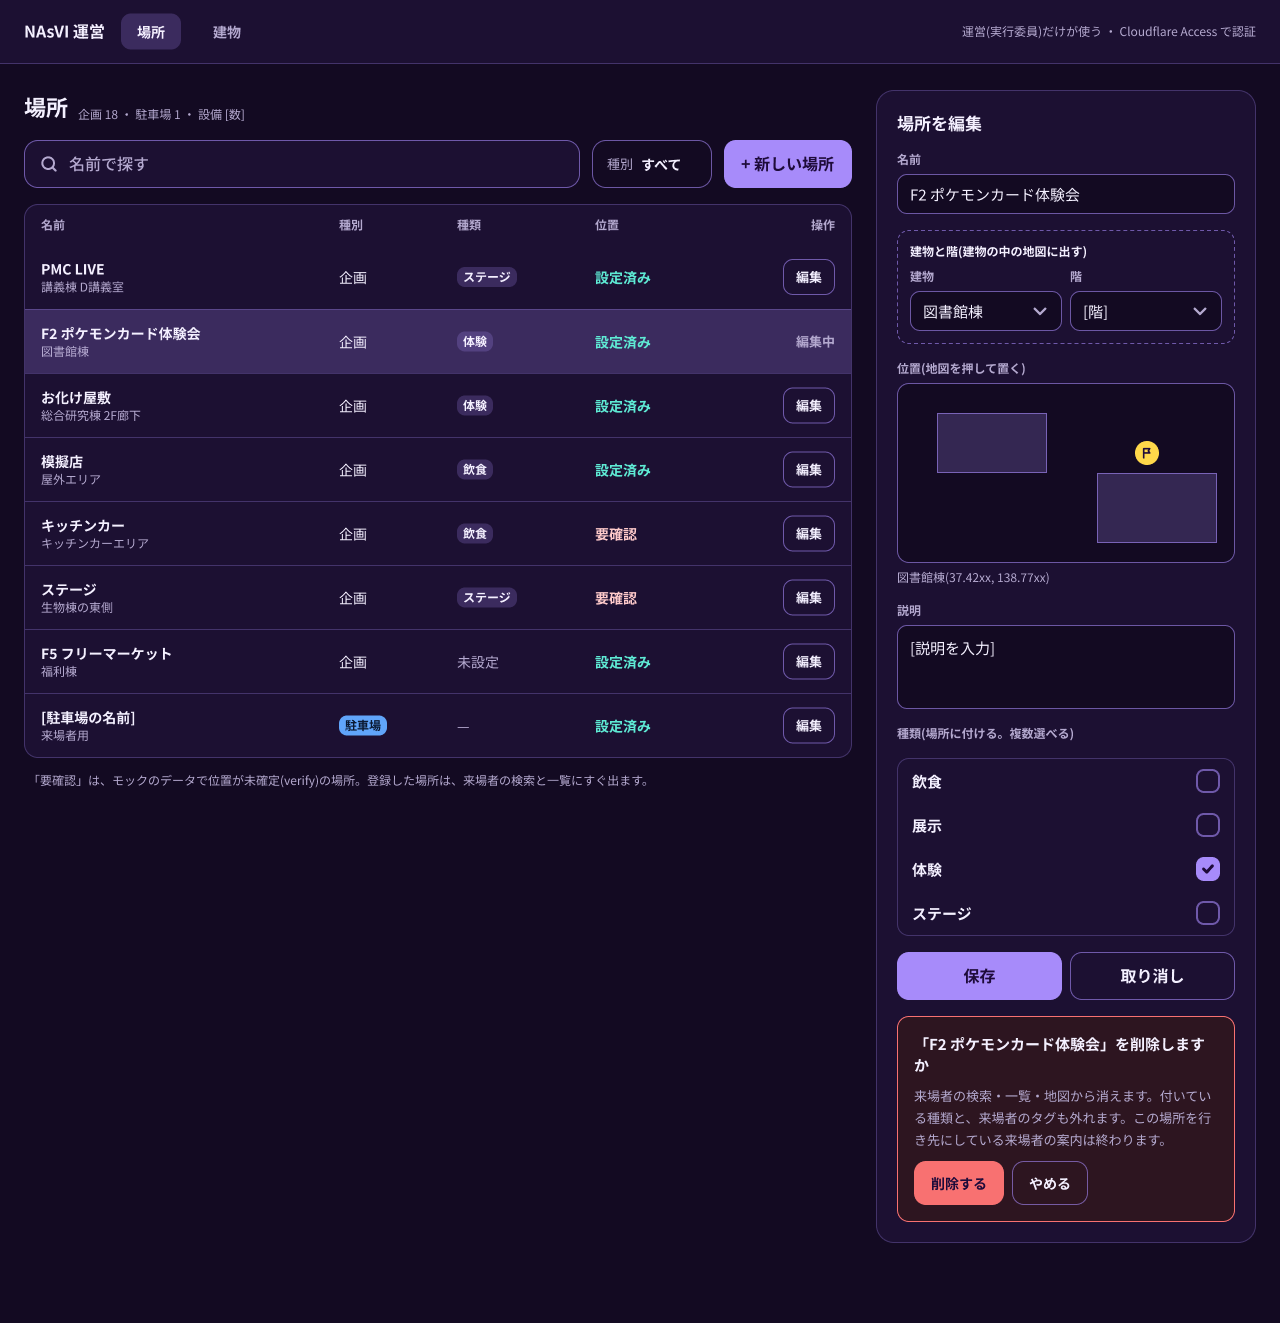 NAsVI 運営
場所
建物
運営(実行委員)だけが使う ・ Cloudflare Access で認証
場所
企画 18 ・ 駐車場 1 ・ 設備 [数]
名前で探す
種別 すべて
+ 新しい場所
名前 種別 種類 位置 操作
PMC LIVE
講義棟 D講義室
企画 ステージ 設定済み 編集
F2 ポケモンカード体験会
図書館棟
企画 体験 設定済み 編集中
お化け屋敷
総合研究棟 2F廊下
企画 体験 設定済み 編集
模擬店
屋外エリア
企画 飲食 設定済み 編集
キッチンカー
キッチンカーエリア
企画 飲食 要確認 編集
ステージ
生物棟の東側
企画 ステージ 要確認 編集
F5 フリーマーケット
福利棟
企画 未設定 設定済み 編集
[駐車場の名前]
来場者用
駐車場 — 設定済み 編集
「要確認」は、モックのデータで位置が未確定(verify)の場所。登録した場所は、来場者の検索と一覧にすぐ出ます。
場所を編集
名前
F2 ポケモンカード体験会
建物と階(建物の中の地図に出す)
建物 階
図書館棟 [階]
位置(地図を押して置く)
図書館棟(37.42xx, 138.77xx)
説明
[説明を入力]
種類(場所に付ける。複数選べる)
飲食
展示
体験
ステージ
保存 取り消し
「F2 ポケモンカード体験会」を削除します
か
来場者の検索・一覧・地図から消えます。付いてい
る種類と、来場者のタグも外れます。この場所を行
き先にしている来場者の案内は終わります。
削除する やめる